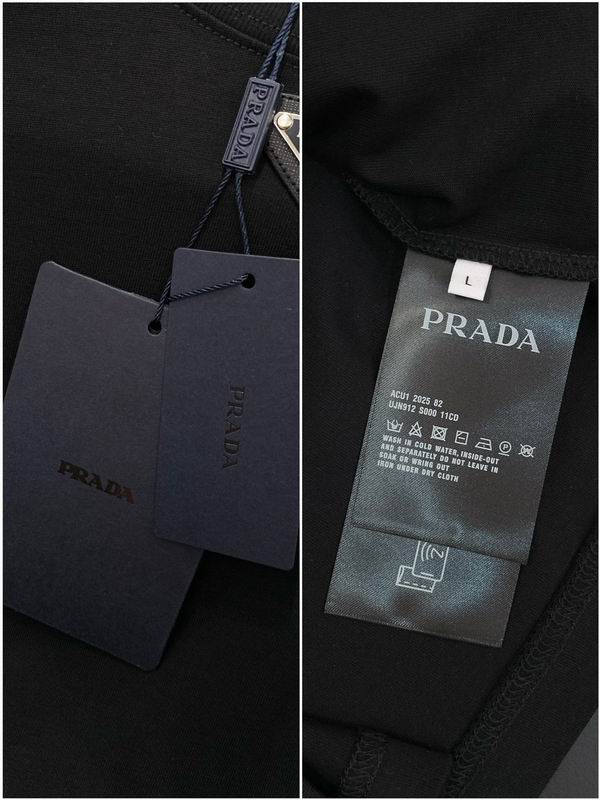 PRADA
PRADA
PRADA
L
PRADA
ACU1 2025 82
UJN912 S000 11CD
P
W
WASH IN COLD WATER, INSIDE-OUT
AND SEPARATELY DO NOT LEAVE IN
SOAK OR WRING OUT
IRON UNDER DRY CLOTH
2